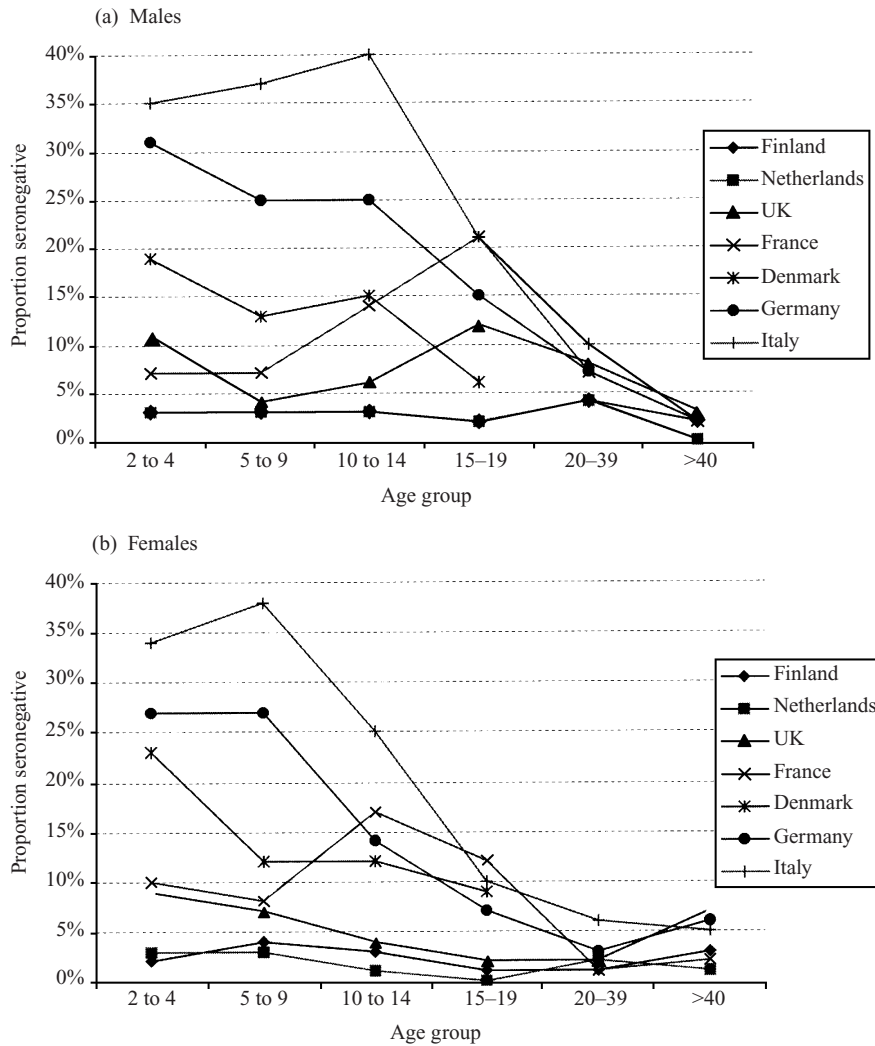 (a) Males
Proportion seronegative
40%
35%
30%
25%
20%
15%
10%
5%
0%
2 to 4 5 to 9 10 to 14 15–19 20–39 >40
Age group
Finland
Netherlands
UK
France
Denmark
Germany
Italy
(b) Females
Proportion seronegative
40%
35%
30%
25%
20%
15%
10%
5%
0%
2 to 4 5 to 9 10 to 14 15–19 20–39 >40
Age group
Finland
Netherlands
UK
France
Denmark
Germany
Italy